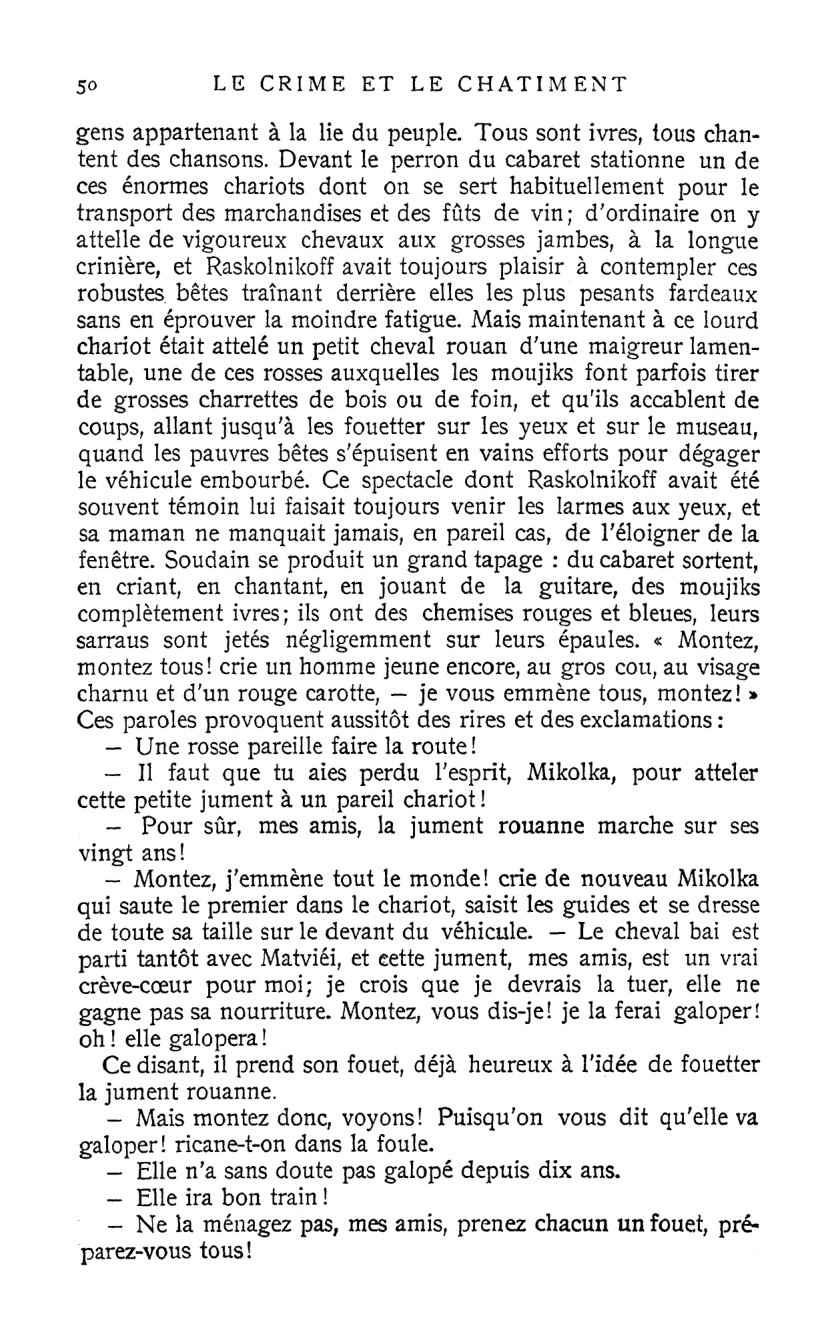 50 LE CRIME ET LE CHATIMENT
gens appartenant à la lie du peuple. Tous sont ivres, tous chan-
tent des chansons. Devant le perron du cabaret stationne un de
ces énormes chariots dont on se sert habituellement pour le
transport des marchandises et des fûts de vin; d'ordinaire on y
attelle de vigoureux chevaux aux grosses jambes, à la longue
crinière, et Raskolnikoff avait toujours plaisir à contempler ces
robustes bêtes traînant derrière elles les plus pesants fardeaux
sans en éprouver la moindre fatigue. Mais maintenant à ce lourd
chariot était attelé un petit cheval rouan d'une maigreur lamen-
table, une de ces rosses auxquelles les moujiks font parfois tirer
de grosses charrettes de bois ou de foin, et qu'ils accablent de
coups, allant jusqu'à les fouetter sur les yeux et sur le museau,
quand les pauvres bêtes s'épuisent en vains efforts pour dégager
le véhicule embourbé. Ce spectacle dont Raskolnikoff avait été
souvent témoin lui faisait toujours venir les larmes aux yeux, et
sa maman ne manquait jamais, en pareil cas, de l'éloigner de la
fenêtre. Soudain se produit un grand tapage : du cabaret sortent,
en criant, en chantant, en jouant de la guitare, des moujiks
complètement ivres; ils ont des chemises rouges et bleues, leurs
sarraus sont jetés négligemment sur leurs épaules. « Montez,
montez tous! crie un homme jeune encore, au gros cou, au visage
charnu et d'un rouge carotte, — je vous emmène tous, montez! »
Ces paroles provoquent aussitôt des rires et des exclamations :
— Une rosse pareille faire la route!
— Il faut que tu aies perdu l'esprit, Mikolka, pour atteler
cette petite jument à un pareil chariot!
— Pour sûr, mes amis, la jument rouanne marche sur ses
vingt ans!
— Montez, j'emmène tout le monde! crie de nouveau Mikolka
qui saute le premier dans le chariot, saisit les guides et se dresse
de toute sa taille sur le devant du véhicule. — Le cheval bai est
parti tantôt avec Matviéi, et cette jument, mes amis, est un vrai
crève-cœur pour moi; je crois que je devrais la tuer, elle ne
gagne pas sa nourriture. Montez, vous dis-je! je la ferai galoper!
oh! elle galopera!
Ce disant, il prend son fouet, déjà heureux à l'idée de fouetter
la jument rouanne.
— Mais montez donc, voyons! Puisqu'on vous dit qu'elle va
galoper! ricane-t-on dans la foule.
— Elle n'a sans doute pas galopé depuis dix ans.
— Elle ira bon train!
— Ne la ménagez pas, mes amis, prenez chacun un fouet, pré-
parez-vous tous!